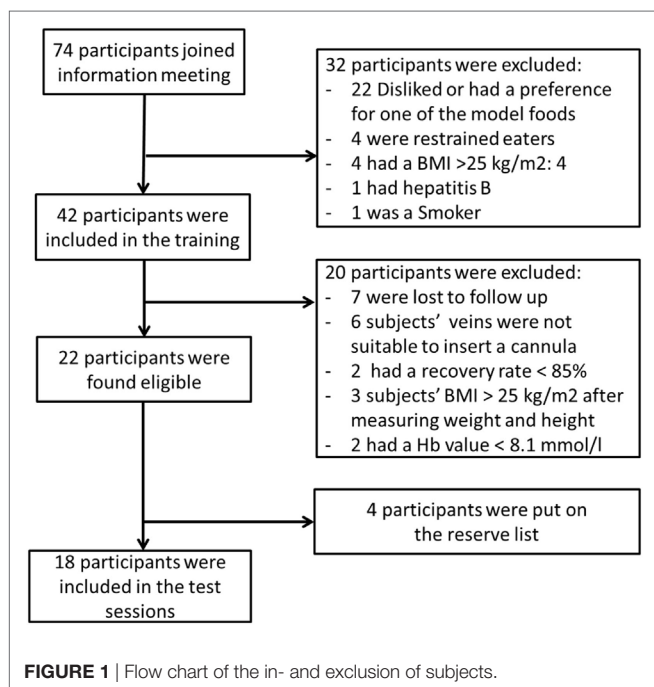 74 participants joined
information meeting
32 participants were excluded:
- 22 Disliked or had a preference
for one of the model foods
- 4 were restrained eaters
- 4 had a BMI >25 kg/m2: 4
- 1 had hepatitis B
- 1 was a Smoker
42 participants were
included in the training
20 participants were excluded:
- 7 were lost to follow up
- 6 subjects' veins were not
suitable to insert a cannula
- 2 had a recovery rate < 85%
- 3 subjects' BMI > 25 kg/m2 after
measuring weight and height
- 2 had a Hb value < 8.1 mmol/l
22 participants were
found eligible
4 participants were put on
the reserve list
18 participants were
included in the test
sessions
FIGURE 1 | Flow chart of the in- and exclusion of subjects.